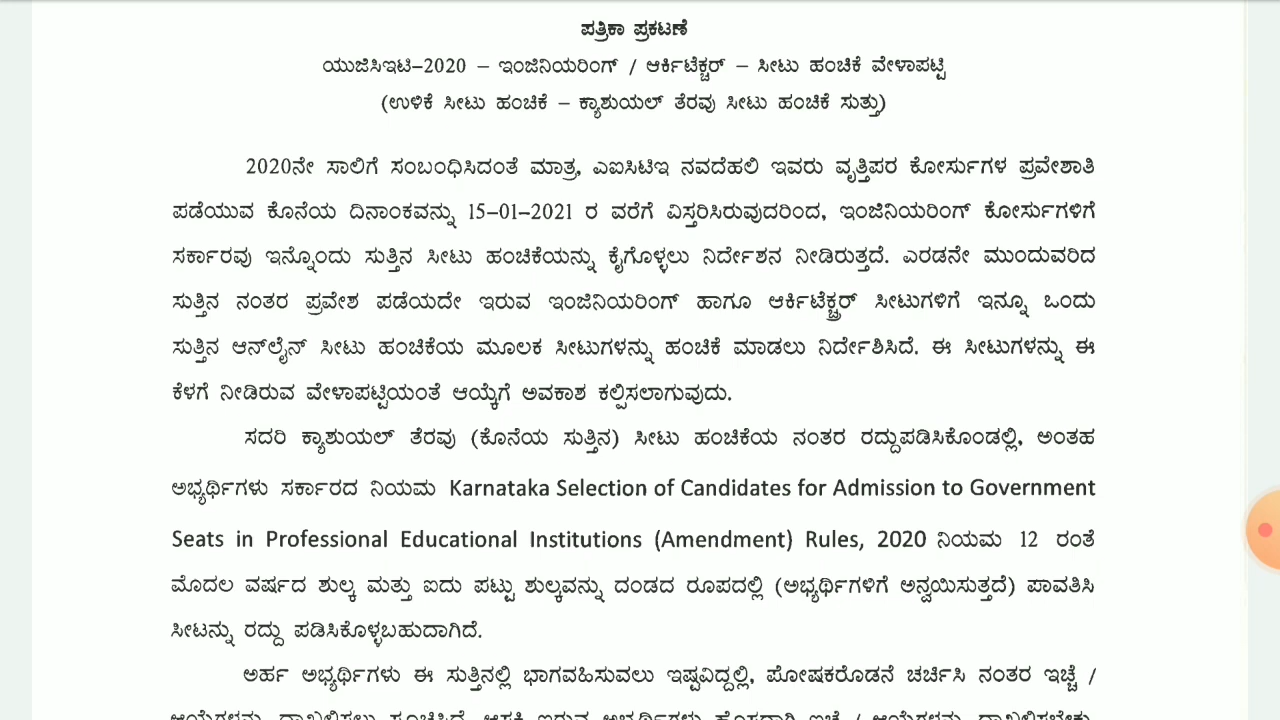 ಪತ್ರಿಕಾ ಪ್ರಕಟಣೆ
ಯುಜಿಸಿಇಟಿ–2020 – ಇಂಜಿನಿಯರಿಂಗ್ / ಆರ್ಕಿಟೆಕ್ಚರ್ – ಸೀಟು ಹಂಚಿಕೆ ವೇಳಾಪಟ್ಟಿ
(ಉಳಿಕೆ ಸೀಟು ಹಂಚಿಕೆ – ಕ್ಯಾಶುಯಲ್ ತೆರವು ಸೀಟು ಹಂಚಿಕೆ ಸುತ್ತು)
2020ನೇ ಸಾಲಿಗೆ ಸಂಬಂಧಿಸಿದಂತೆ ಮಾತ್ರ, ಎಐಸಿಟಿಇ ನವದೆಹಲಿ ಇವರು ವೃತ್ತಿಪರ ಕೋರ್ಸುಗಳ ಪ್ರವೇಶಾತಿ
ಪಡೆಯುವ ಕೊನೆಯ ದಿನಾಂಕವನ್ನು 15–01–2021 ರ ವರೆಗೆ ವಿಸ್ತರಿಸಿರುವುದರಿಂದ, ಇಂಜಿನಿಯರಿಂಗ್ ಕೋರ್ಸುಗಳಿಗೆ
ಸರ್ಕಾರವು ಇನ್ನೊಂದು ಸುತ್ತಿನ ಸೀಟು ಹಂಚಿಕೆಯನ್ನು ಕೈಗೊಳ್ಳಲು ನಿರ್ದೇಶನ ನೀಡಿರುತ್ತದೆ. ಎರಡನೇ ಮುಂದುವರಿದ
ಸುತ್ತಿನ ನಂತರ ಪ್ರವೇಶ ಪಡೆಯದೇ ಇರುವ ಇಂಜಿನಿಯರಿಂಗ್ ಹಾಗೂ ಆರ್ಕಿಟೆಕ್ಚ್ರರ್ ಸೀಟುಗಳಿಗೆ ಇನ್ನೂ ಒಂದು
ಸುತ್ತಿನ ಆನ್‌ಲೈನ್ ಸೀಟು ಹಂಚಿಕೆಯ ಮೂಲಕ ಸೀಟುಗಳನ್ನು ಹಂಚಿಕೆ ಮಾಡಲು ನಿರ್ದೇಶಿಸಿದೆ. ಈ ಸೀಟುಗಳನ್ನು ಈ
ಕೆಳಗೆ ನೀಡಿರುವ ವೇಳಾಪಟ್ಟಿಯಂತೆ ಆಯ್ಕೆಗೆ ಅವಕಾಶ ಕಲ್ಪಿಸಲಾಗುವುದು.
ಸದರಿ ಕ್ಯಾಶುಯಲ್ ತೆರವು (ಕೊನೆಯ ಸುತ್ತಿನ) ಸೀಟು ಹಂಚಿಕೆಯ ನಂತರ ರದ್ದುಪಡಿಸಿಕೊಂಡಲ್ಲಿ, ಅಂತಹ
ಅಭ್ಯರ್ಥಿಗಳು ಸರ್ಕಾರದ ನಿಯಮ Karnataka Selection of Candidates for Admission to Government
Seats in Professional Educational Institutions (Amendment) Rules, 2020 ನಿಯಮ 12 ರಂತೆ
ಮೊದಲ ವರ್ಷದ ಶುಲ್ಕ ಮತ್ತು ಐದು ಪಟ್ಟು ಶುಲ್ಕವನ್ನು ದಂಡದ ರೂಪದಲ್ಲಿ (ಅಭ್ಯರ್ಥಿಗಳಿಗೆ ಅನ್ವಯಿಸುತ್ತದೆ) ಪಾವತಿಸಿ
ಸೀಟನ್ನು ರದ್ದು ಪಡಿಸಿಕೊಳ್ಳಬಹುದಾಗಿದೆ.
ಅರ್ಹ ಅಭ್ಯರ್ಥಿಗಳು ಈ ಸುತ್ತಿನಲ್ಲಿ ಭಾಗವಹಿಸುವಲು ಇಷ್ಟವಿದ್ದಲ್ಲಿ, ಪೋಷಕರೊಡನೆ ಚರ್ಚಿಸಿ ನಂತರ ಇಚ್ಛೆ /